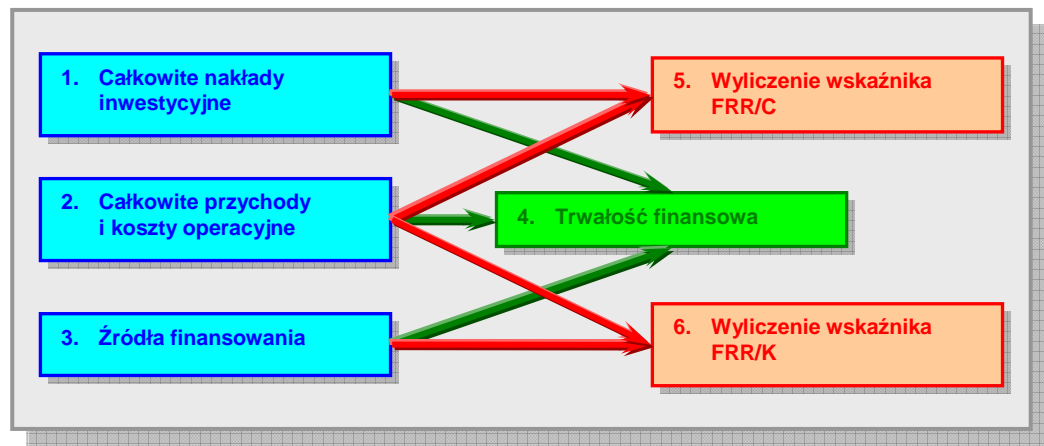 1. Całkowite nakłady
inwestycyjne
2. Całkowite przychody
i koszty operacyjne
3. Źródła finansowania
4. Trwałość finansowa
5. Wyliczenie wskaźnika
FRR/C
6. Wyliczenie wskaźnika
FRR/K